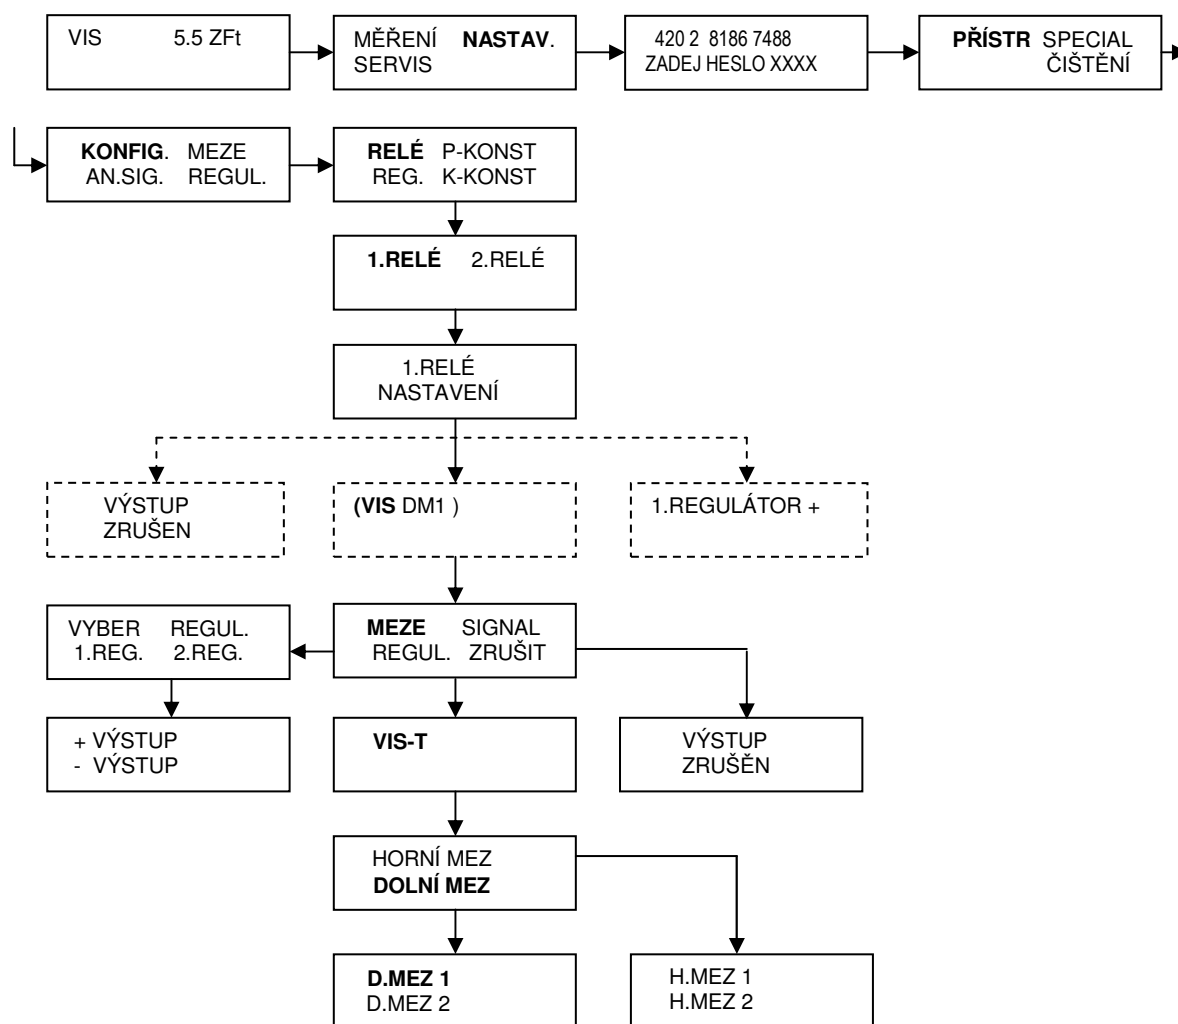 VIS 5.5 ZFt
MĚŘENÍ NASTAV.
SERVIS
420 2 8186 7488
ZADEJ HESLO XXXX
PŘÍSTR SPECIAL
ČIŠTĚNÍ
KONFIG. MEZE
AN.SIG. REGUL.
RELÉ P-KONST
REG. K-KONST
1.RELÉ 2.RELÉ
1.RELÉ
NASTAVENÍ
VÝSTUP
ZRUŠEN
(VIS DM1 )
1.REGULÁTOR +
VYBER REGUL.
1.REG. 2.REG.
MEZE SIGNAL
REGUL. ZRUŠIT
+ VÝSTUP
- VÝSTUP
VIS-T
VÝSTUP
ZRUŠĚN
HORNÍ MEZ
DOLNÍ MEZ
D.MEZ 1
D.MEZ 2
H.MEZ 1
H.MEZ 2